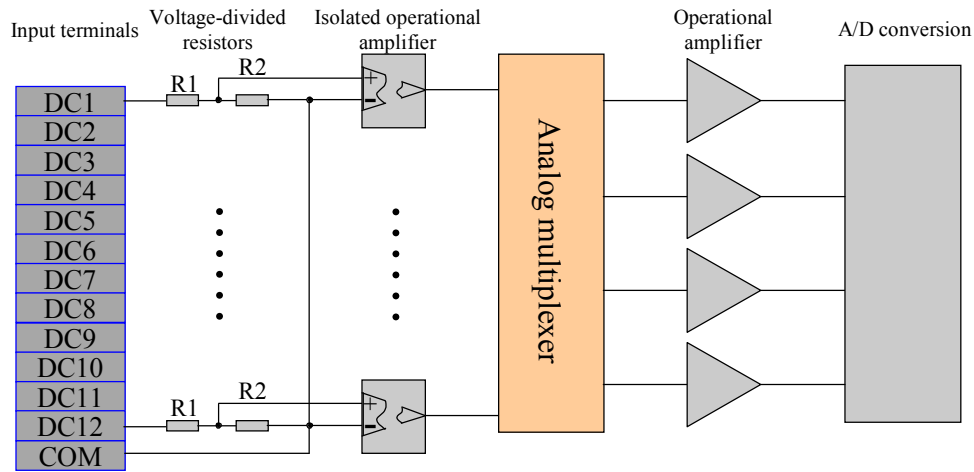 Input terminals
Voltage-divided
resistors
Isolated operational
amplifier
Operational
amplifier
A/D conversion
R1
R2
DC1
DC2
DC3
DC4
DC5
DC6
DC7
DC8
DC9
DC10
DC11
DC12
COM
+
-
Analog multiplexer
R1
R2
+
-